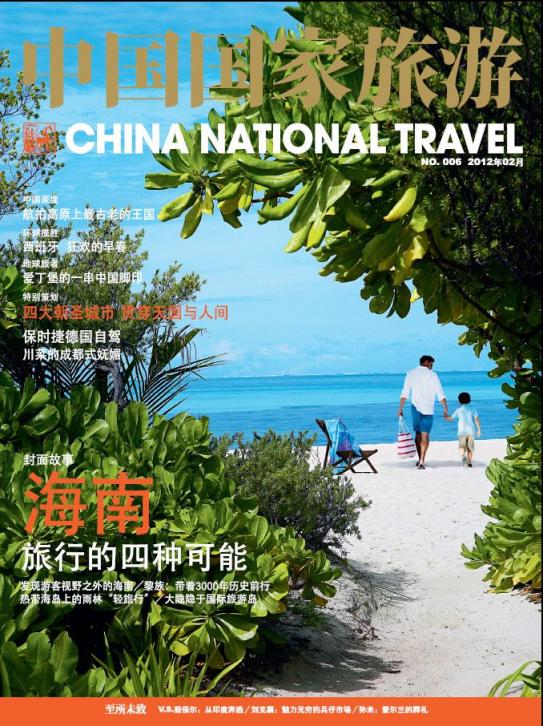 中国国家旅游
CHINA NATIONAL TRAVEL
NO. 006 2012年02月
中国深度
航拍高原上最古老的王国
环球揽胜
西班牙 狂欢的早春
地球旅客
爱丁堡的一串中国脚印
特别策划
四大朝圣城市 贯穿天国与人间
保时捷德国自驾
川菜的成都式妩媚
封面故事
海南
旅行的四种可能
发现游客视野之外的海南／黎族：带着3000年历史前行
热带海岛上的雨林“轻旅行”／大隐隐于国际旅游岛
至所未致 V.S.奈保尔：从印度奔逃／刘克襄：魅力无穷的兵仔市场／孙未：爱尔兰的葬礼